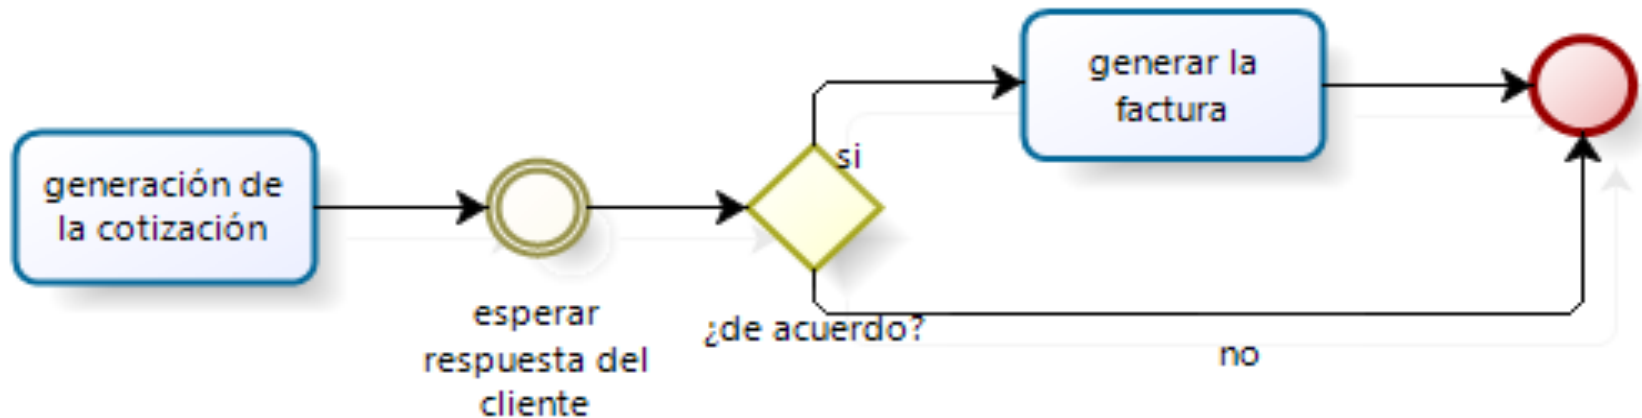 generación de
la cotización
esperar
respuesta del
cliente
¿de acuerdo?
si
generar la
factura
no